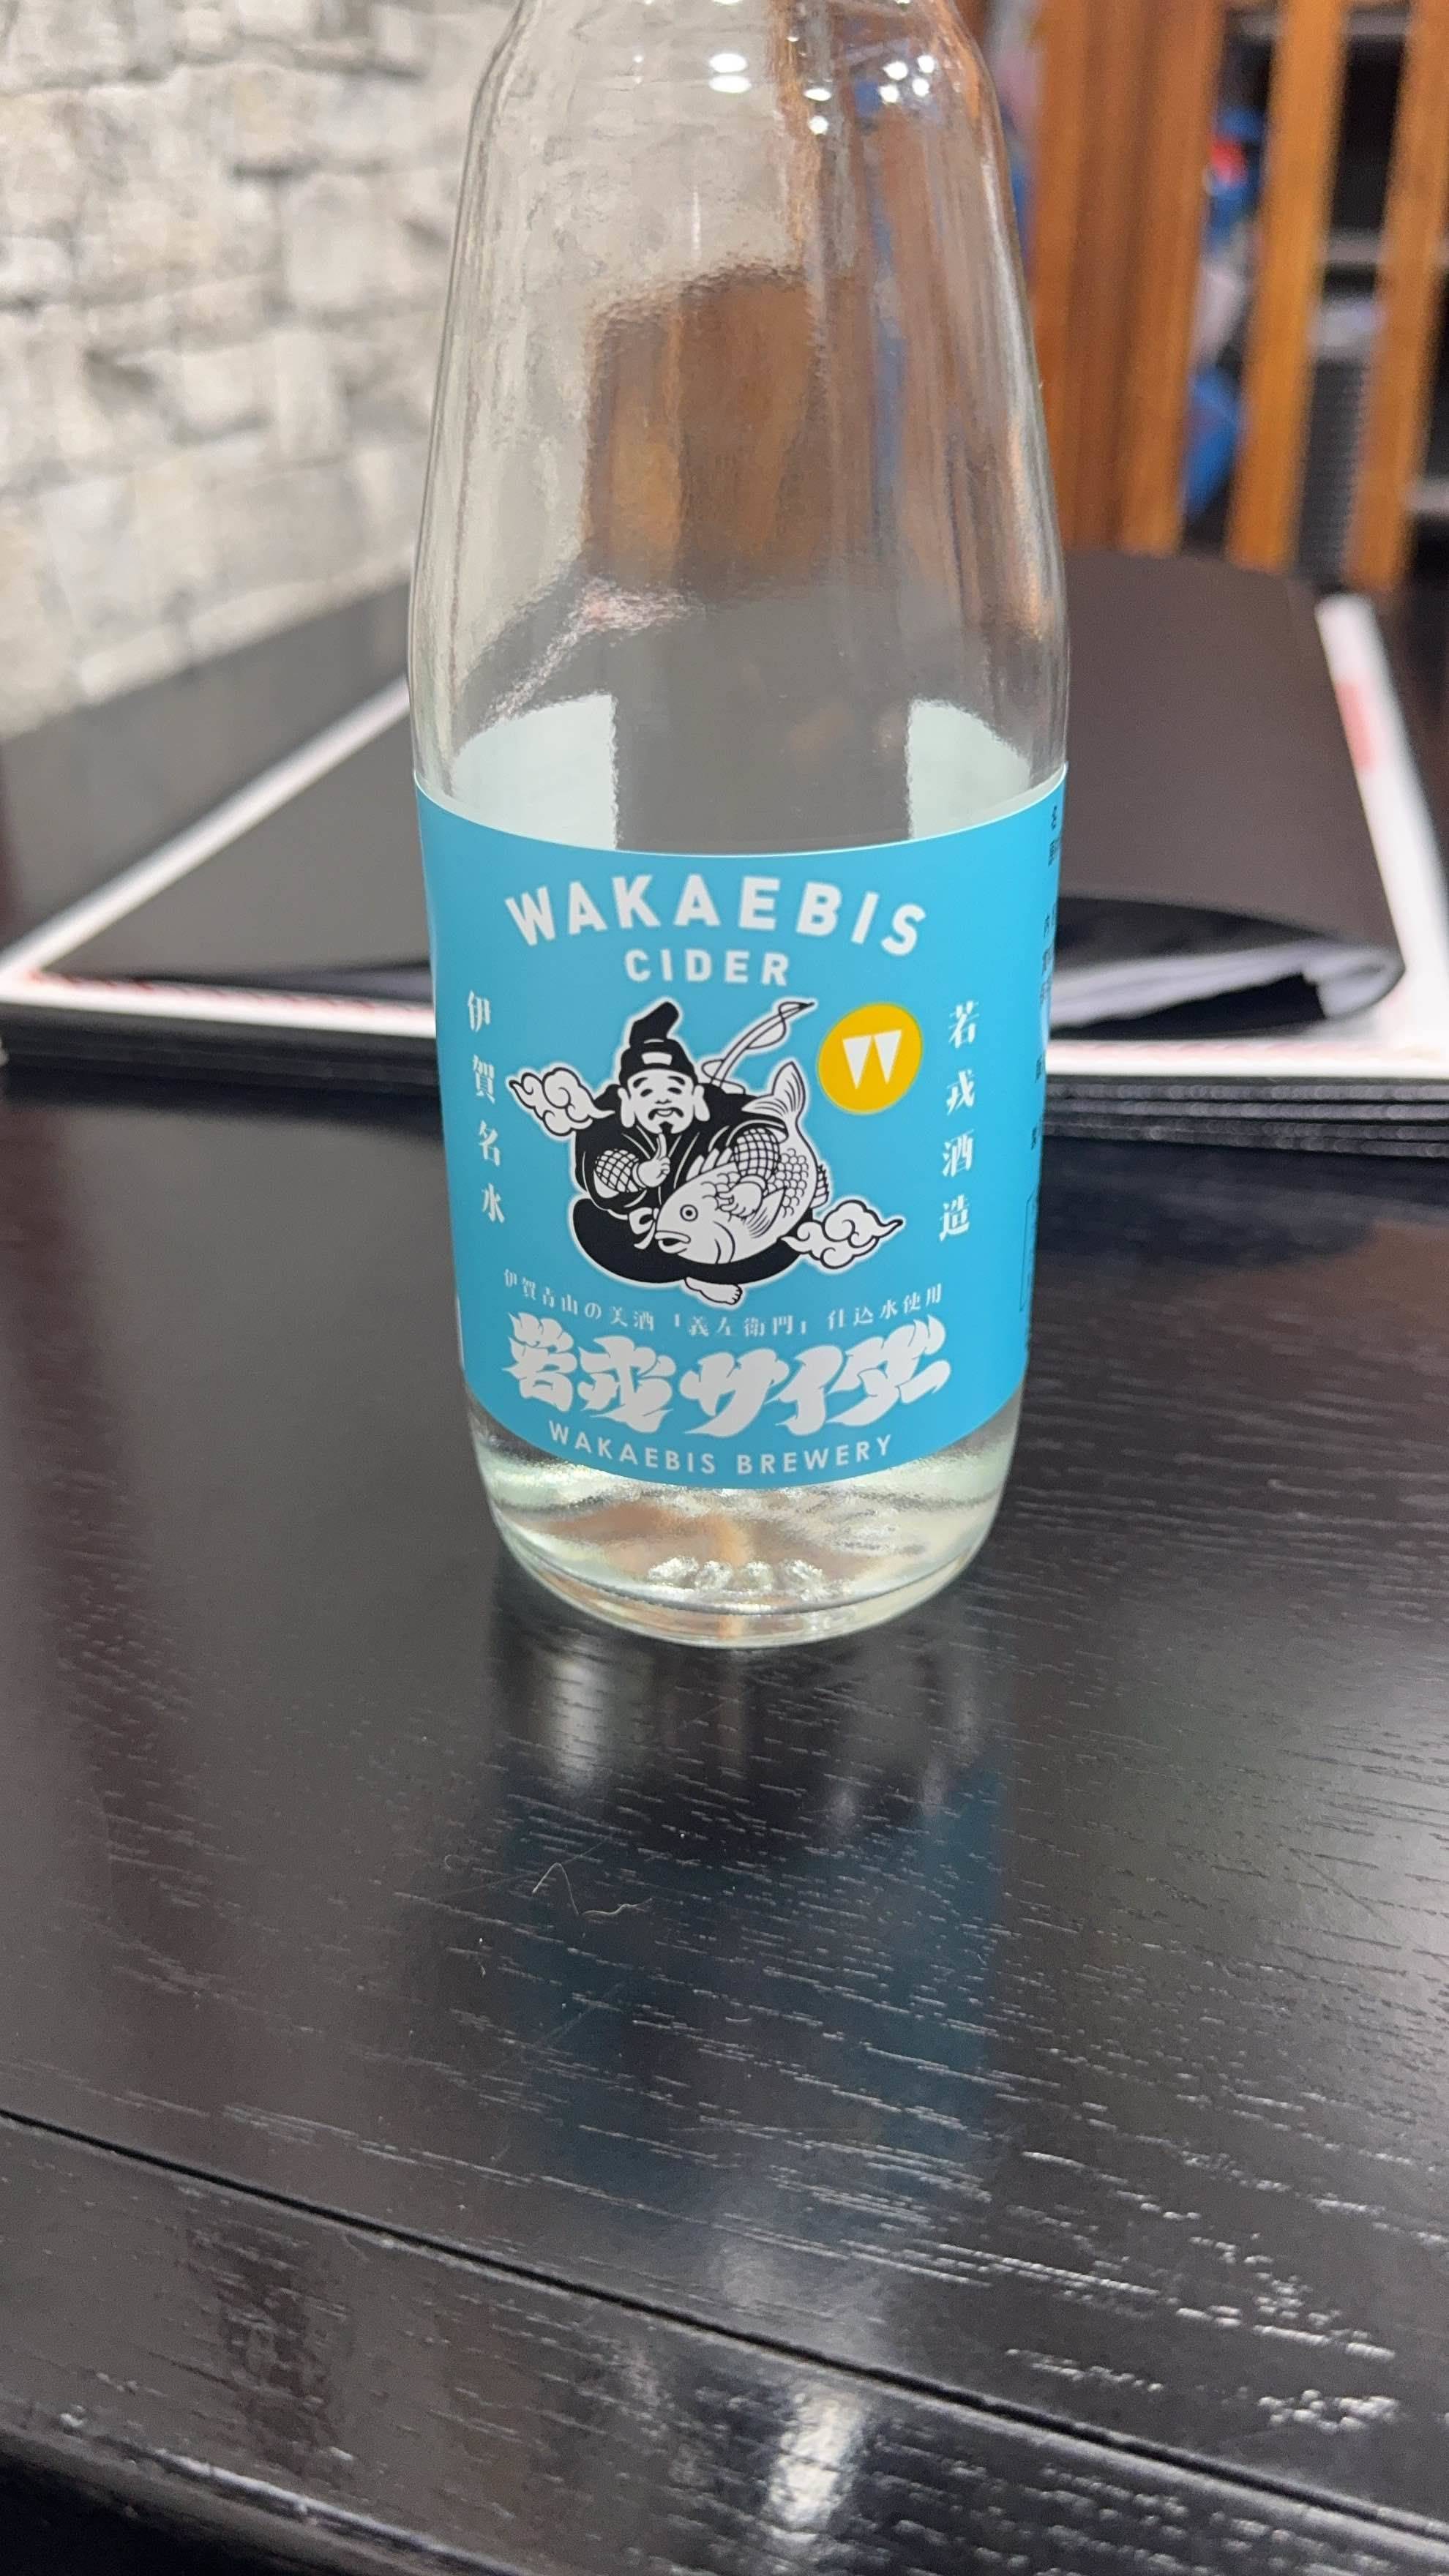 WAKAEBIS
CIDER
W
伊賀名水
若戎酒造
伊賀青山の美酒「義左衛門」仕込水使用
若戎サイダー
WAKAEBIS BREWERY